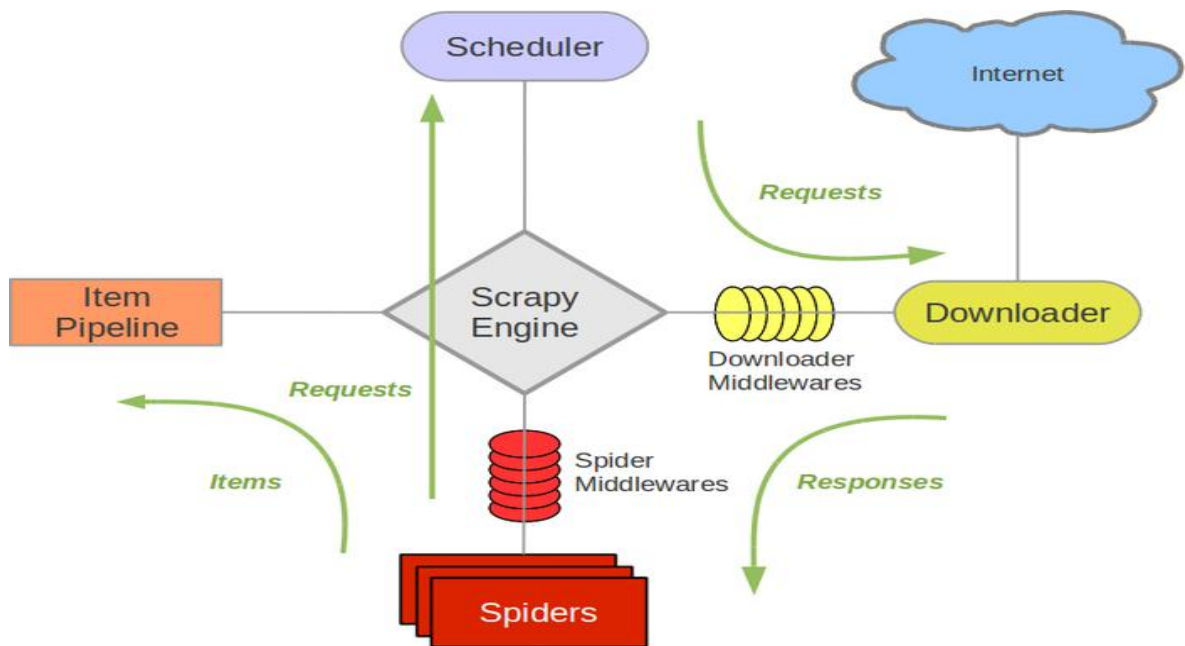 Scheduler
Internet
Requests
Item
Pipeline
Scrapy
Engine
Downloader
Downloader
Middlewares
Requests
Items
Spider
Middlewares
Responses
Spiders